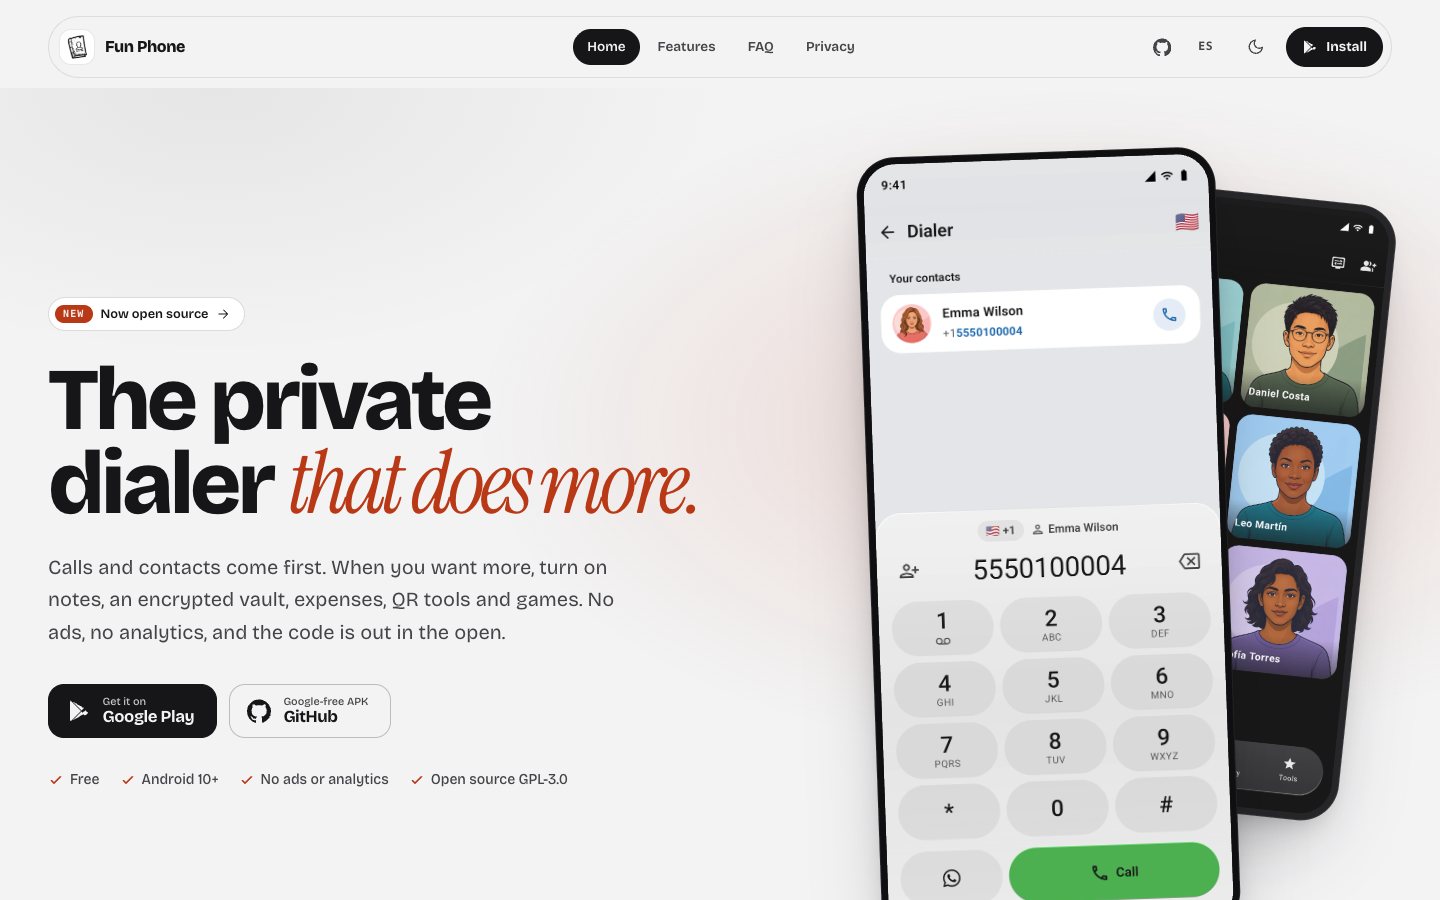 Fun Phone
Home
Features
FAQ
Privacy
ES
Install
NEW Now open source →
The private
dialer that does more.
Calls and contacts come first. When you want more, turn on
notes, an encrypted vault, expenses, QR tools and games. No
ads, no analytics, and the code is out in the open.
Get it on
Google Play
Google-free APK
GitHub
Free
Android 10+
No ads or analytics
Open source GPL-3.0
9:41
Dialer
Your contacts
Emma Wilson
+15550100004
+1
Emma Wilson
5550100004
1
2
ABC
3
DEF
4
GHI
5
JKL
6
MNO
7
PQRS
8
TUV
9
WXYZ
*
0
#
Call
Daniel Costa
Leo Martín
fía Torres
y
Tools